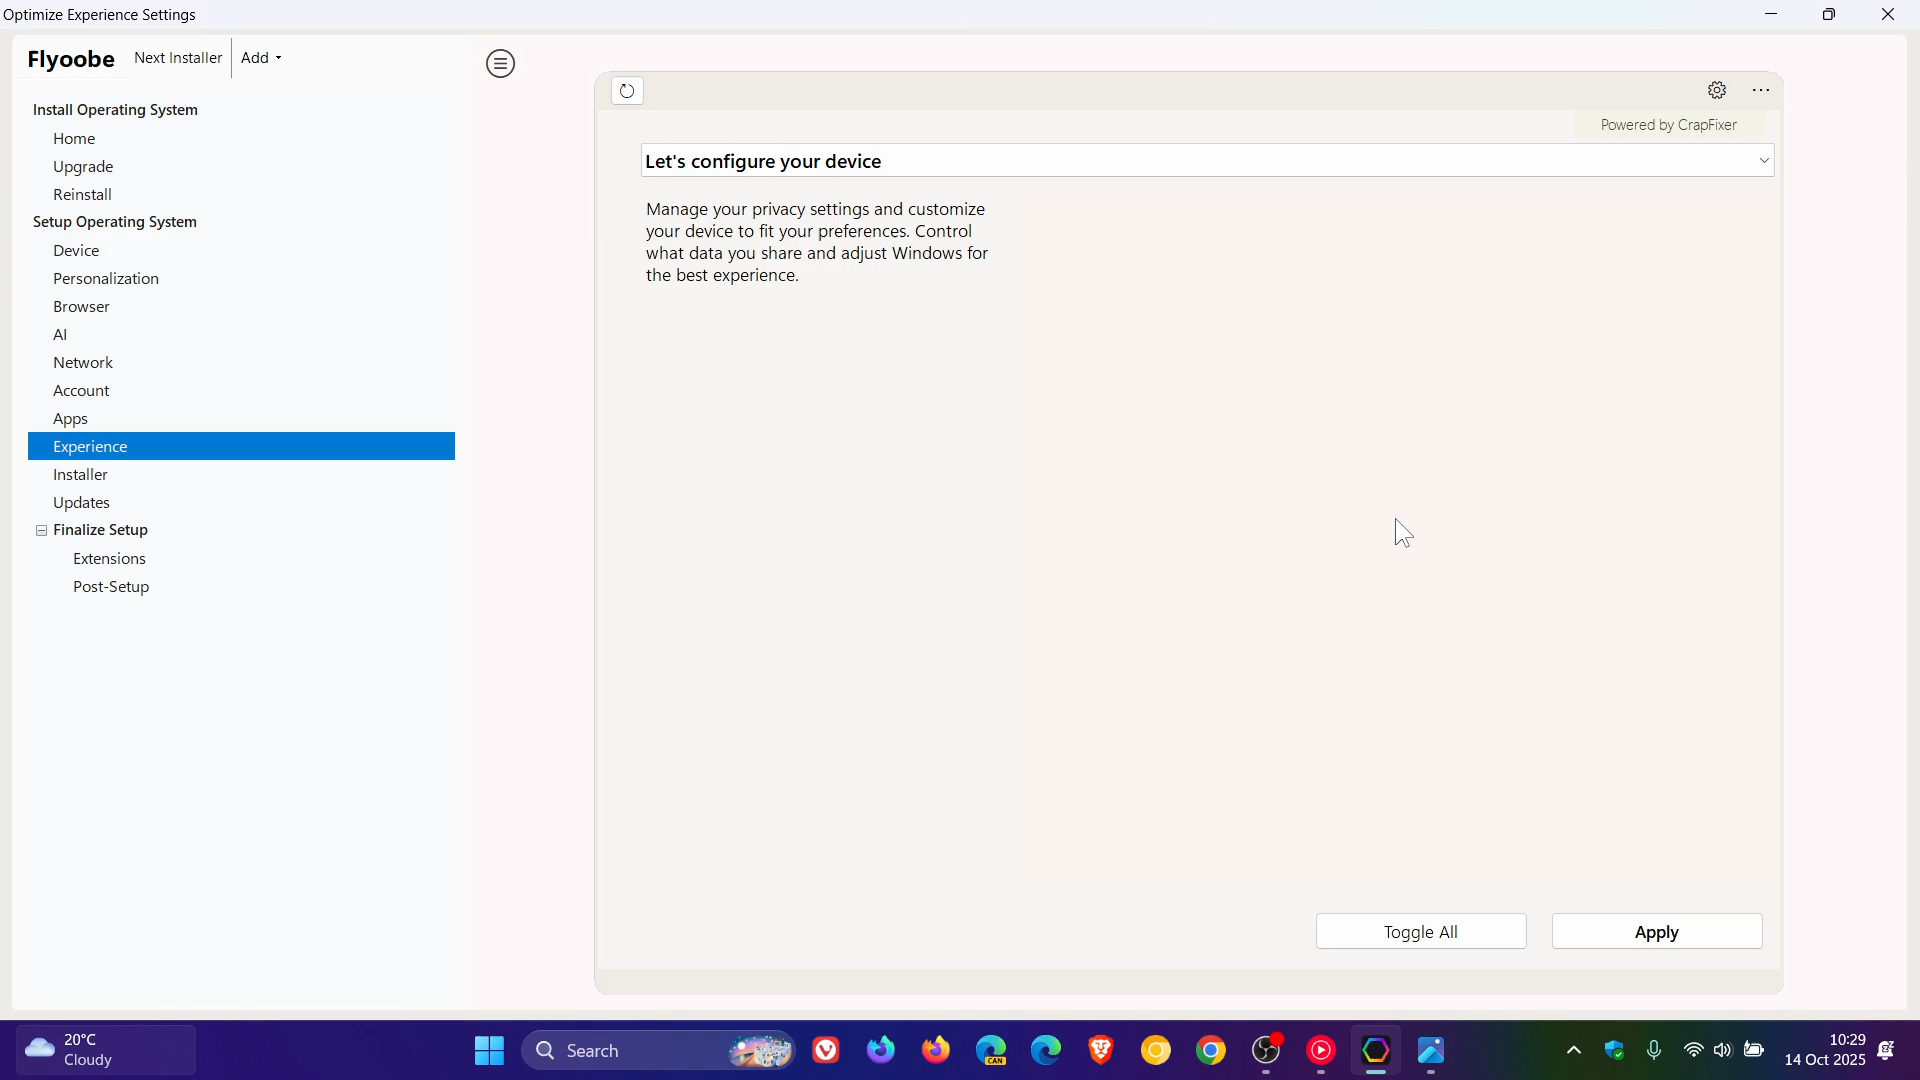 Optimize Experience Settings
Flyoobe
Next Installer
Add
Install Operating System
Home
Upgrade
Reinstall
Setup Operating System
Device
Personalization
Browser
AI
Network
Account
Apps
Experience
Installer
Updates
Finalize Setup
Extensions
Post-Setup
Powered by CrapFixer
Let's configure your device
Manage your privacy settings and customize
your device to fit your preferences. Control
what data you share and adjust Windows for
the best experience.
Toggle All
Apply
20°C
Cloudy
Search
CAN
10:29
14 Oct 2025